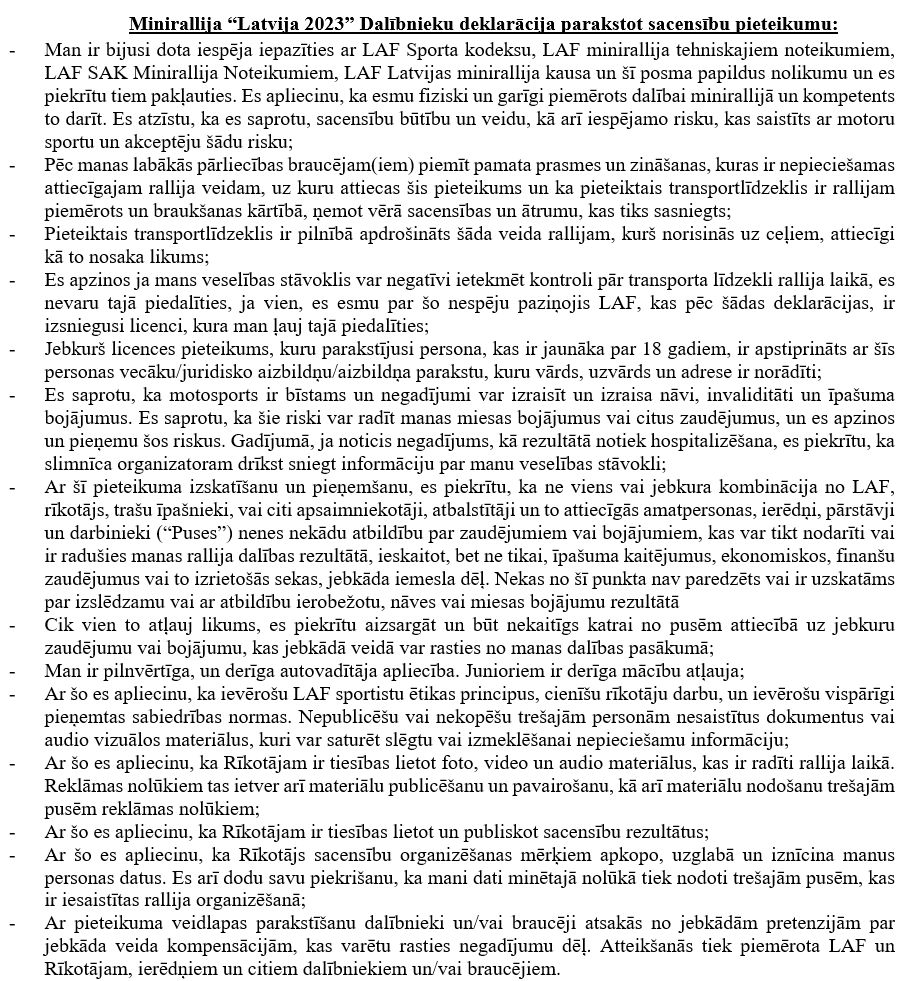 Minirallija “Latvija 2023” Dalībnieku deklarācija parakstot sacensību pieteikumu:
- Man ir bijusi dota iespēja iepazīties ar LAF Sporta kodeksu, LAF minirallija tehniskajiem noteikumiem,
LAF SAK Minirallija Noteikumiem, LAF Latvijas minirallija kausa un šī posma papildus nolikumu un es
piekrītu tiem pakļauties. Es apliecinu, ka esmu fiziski un garīgi piemērots dalībai minirallijā un kompetents
to darīt. Es atzīstu, ka es saprotu, sacensību būtību un veidu, kā arī iespējamo risku, kas saistīts ar motoru
sportu un akceptēju šādu risku;
- Pēc manas labākās pārliecības braucējam(iem) piemīt pamata prasmes un zināšanas, kuras ir nepieciešamas
attiecīgajam rallija veidam, uz kuru attiecas šis pieteikums un ka pieteiktais transportlīdzeklis ir rallijam
piemērots un braukšanas kārtībā, ņemot vērā sacensības un ātrumu, kas tiks sasniegts;
- Pieteiktais transportlīdzeklis ir pilnībā apdrošināts šāda veida rallijam, kurš norisinās uz ceļiem, attiecīgi
kā to nosaka likums;
- Es apzinos ja mans veselības stāvoklis var negatīvi ietekmēt kontroli pār transporta līdzekli rallija laikā, es
nevaru tajā piedalīties, ja vien, es esmu par šo nespēju paziņojis LAF, kas pēc šādas deklarācijas, ir
izsniegusi licenci, kura man ļauj tajā piedalīties;
- Jebkurš licences pieteikums, kuru parakstījusi persona, kas ir jaunāka par 18 gadiem, ir apstiprināts ar šīs
personas vecāku/juridisko aizbildņu/aizbildņa parakstu, kuru vārds, uzvārds un adrese ir norādīti;
- Es saprotu, ka motosports ir bīstams un negadījumi var izraisīt un izraisa nāvi, invaliditāti un īpašuma
bojājumus. Es saprotu, ka šie riski var radīt manas miesas bojājumus vai citus zaudējumus, un es apzinos
un pieņemu šos riskus. Gadījumā, ja noticis negadījums, kā rezultātā notiek hospitalizēšana, es piekrītu, ka
slimnīca organizatoram drīkst sniegt informāciju par manu veselības stāvokli;
- Ar šī pieteikuma izskatīšanu un pieņemšanu, es piekrītu, ka ne viens vai jebkura kombinācija no LAF,
rīkotājs, trašu īpašnieki, vai citi apsaimniekotāji, atbalstītāji un to attiecīgās amatpersonas, ierēdņi, pārstāvji
un darbinieki (“Puses”) nenes nekādu atbildību par zaudējumiem vai bojājumiem, kas var tikt nodarīti vai
ir radušies manas rallija dalības rezultātā, ieskaitot, bet ne tikai, īpašuma kaitējumus, ekonomiskos, finanšu
zaudējumus vai to izrietošās sekas, jebkāda iemesla dēļ. Nekas no šī punkta nav paredzēts vai ir uzskatāms
par izslēdzamu vai ar atbildību ierobežotu, nāves vai miesas bojājumu rezultātā
- Cik vien to atļauj likums, es piekrītu aizsargāt un būt nekaitīgs katrai no pusēm attiecībā uz jebkuru
zaudējumu vai bojājumu, kas jebkādā veidā var rasties no manas dalības pasākumā;
- Man ir pilnvērtīga, un derīga autovadītāja apliecība. Junioriem ir derīga mācību atļauja;
- Ar šo es apliecinu, ka ievērošu LAF sportistu ētikas principus, cienīšu rīkotāju darbu, un ievērošu vispārīgi
pieņemtas sabiedrības normas. Nepublicēšu vai nekopēšu trešajām personām nesaistītus dokumentus vai
audio vizuālos materiālus, kuri var saturēt slēgtu vai izmeklēšanai nepieciešamu informāciju;
- Ar šo es apliecinu, ka Rīkotājam ir tiesības lietot foto, video un audio materiālus, kas ir radīti rallija laikā.
Reklāmas nolūkiem tas ietver arī materiālu publicēšanu un pavairošanu, kā arī materiālu nodošanu trešajām
pusēm reklāmas nolūkiem;
- Ar šo es apliecinu, ka Rīkotājam ir tiesības lietot un publiskot sacensību rezultātus;
- Ar šo es apliecinu, ka Rīkotājs sacensību organizēšanas mērķiem apkopo, uzglabā un iznīcina manus
personas datus. Es arī dodu savu piekrišanu, ka mani dati minētajā nolūkā tiek nodoti trešajām pusēm, kas
ir iesaistītas rallija organizēšanā;
- Ar pieteikuma veidlapas parakstīšanu dalībnieki un/vai braucēji atsakās no jebkādām pretenzijām par
jebkāda veida kompensācijām, kas varētu rasties negadījumu dēļ. Atteikšanās tiek piemērota LAF un
Rīkotājam, ierēdņiem un citiem dalībniekiem un/vai braucējiem.